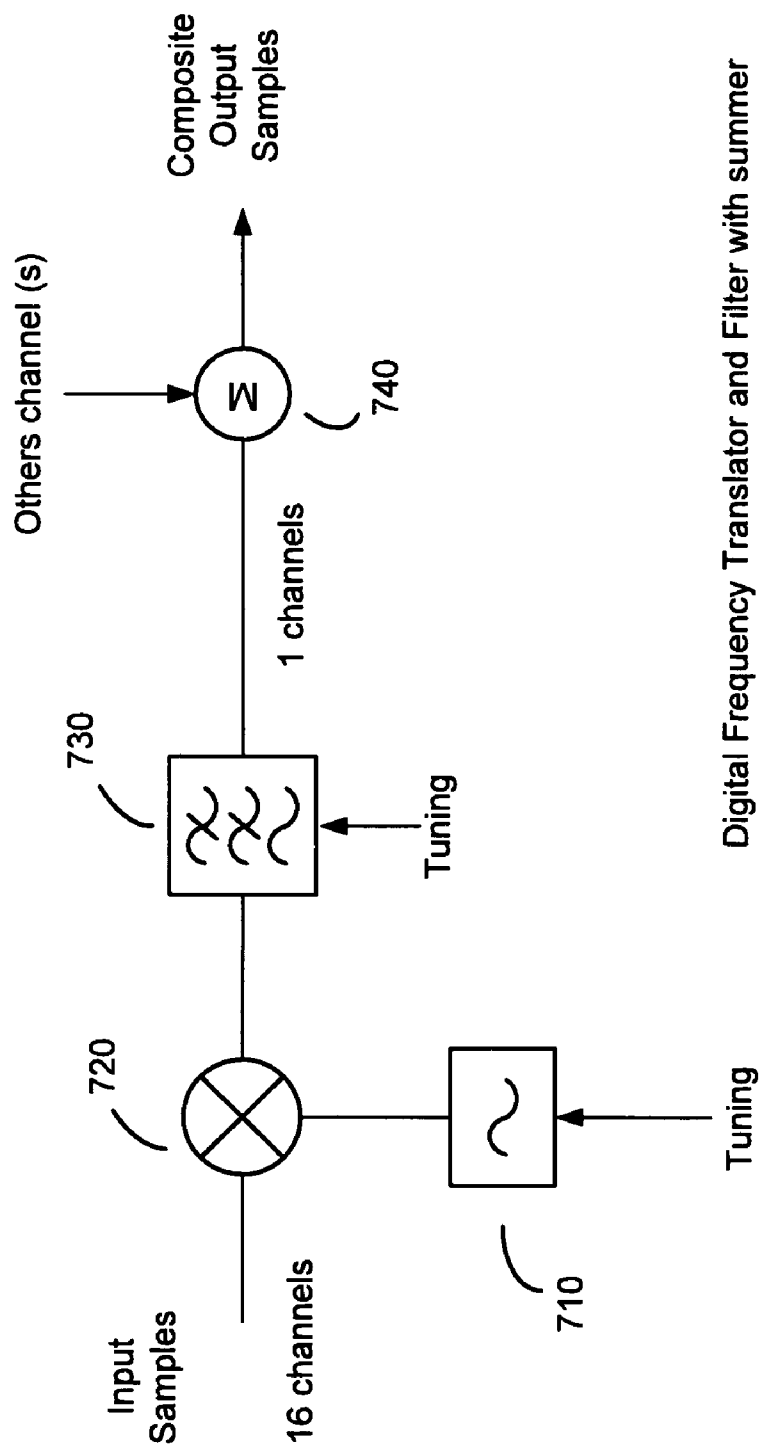 Input
Samples
16 channels
720
710
Tuning
730
Tuning
1 channels
Others channel (s)
Σ
740
Composite
Output
Samples
Digital Frequency Translator and Filter with summer